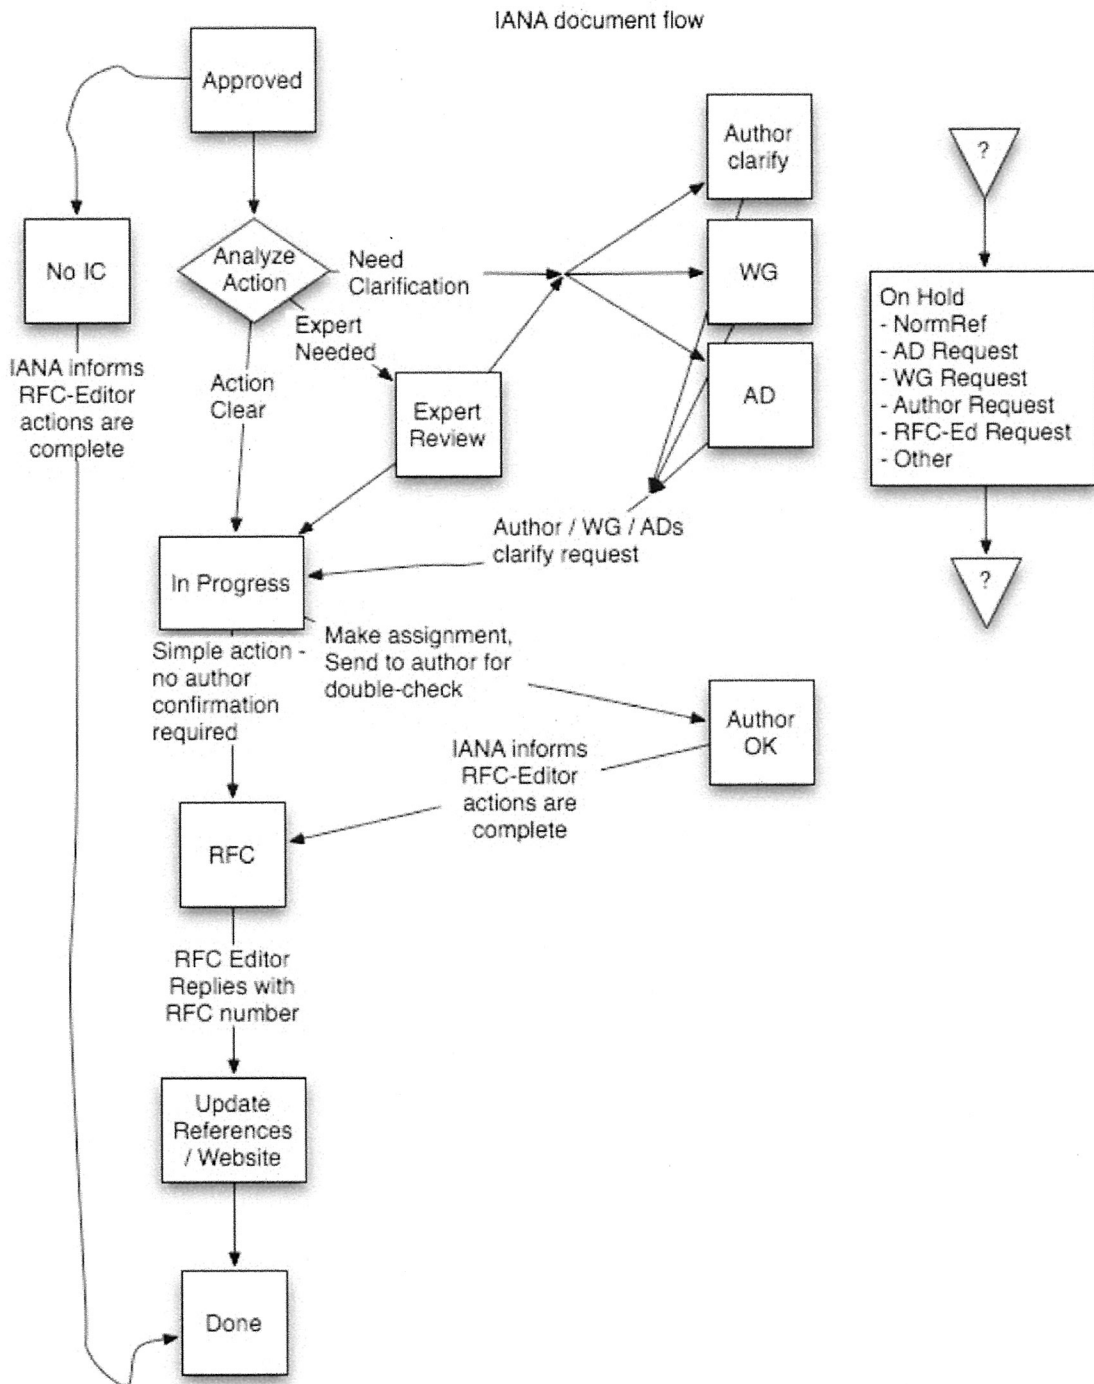 IANA document flow
Approved
Author
clarify
?
No IC
Analyze
Action
Need
Clarification
WG
On Hold
- NormRef
- AD Request
- WG Request
- Author Request
- RFC-Ed Request
- Other
Expert
Needed
IANA informs
RFC-Editor
actions are
complete
Action
Clear
Expert
Review
AD
Author / WG / ADs
clarify request
In Progress
?
Simple action -
no author
confirmation
required
Make assignment,
Send to author for
double-check
Author
OK
IANA informs
RFC-Editor
actions are
complete
RFC
RFC Editor
Replies with
RFC number
Update
References
/ Website
Done